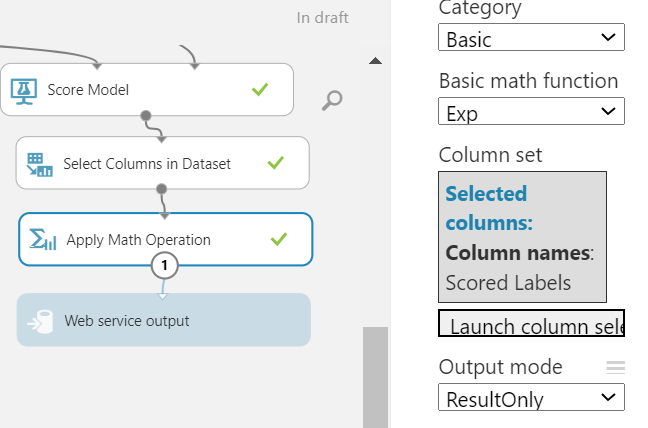 In draft
Score Model
Select Columns in Dataset
Apply Math Operation
1
Web service output
Category
Basic
Basic math function
Exp
Column set
Selected
columns:
Column names:
Scored Labels
Launch column sele
Output mode
ResultOnly